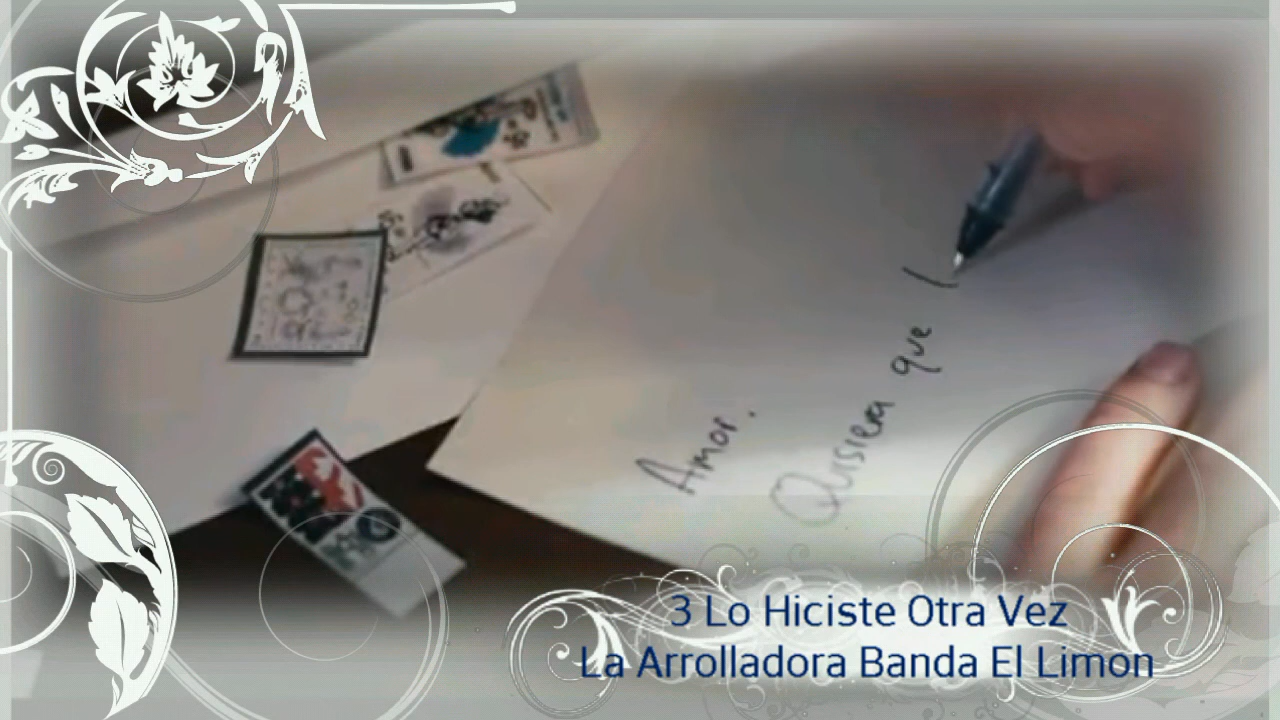 Amor.
Quisiera que
3 Lo Hiciste Otra Vez
La Arrolladora Banda El Limon